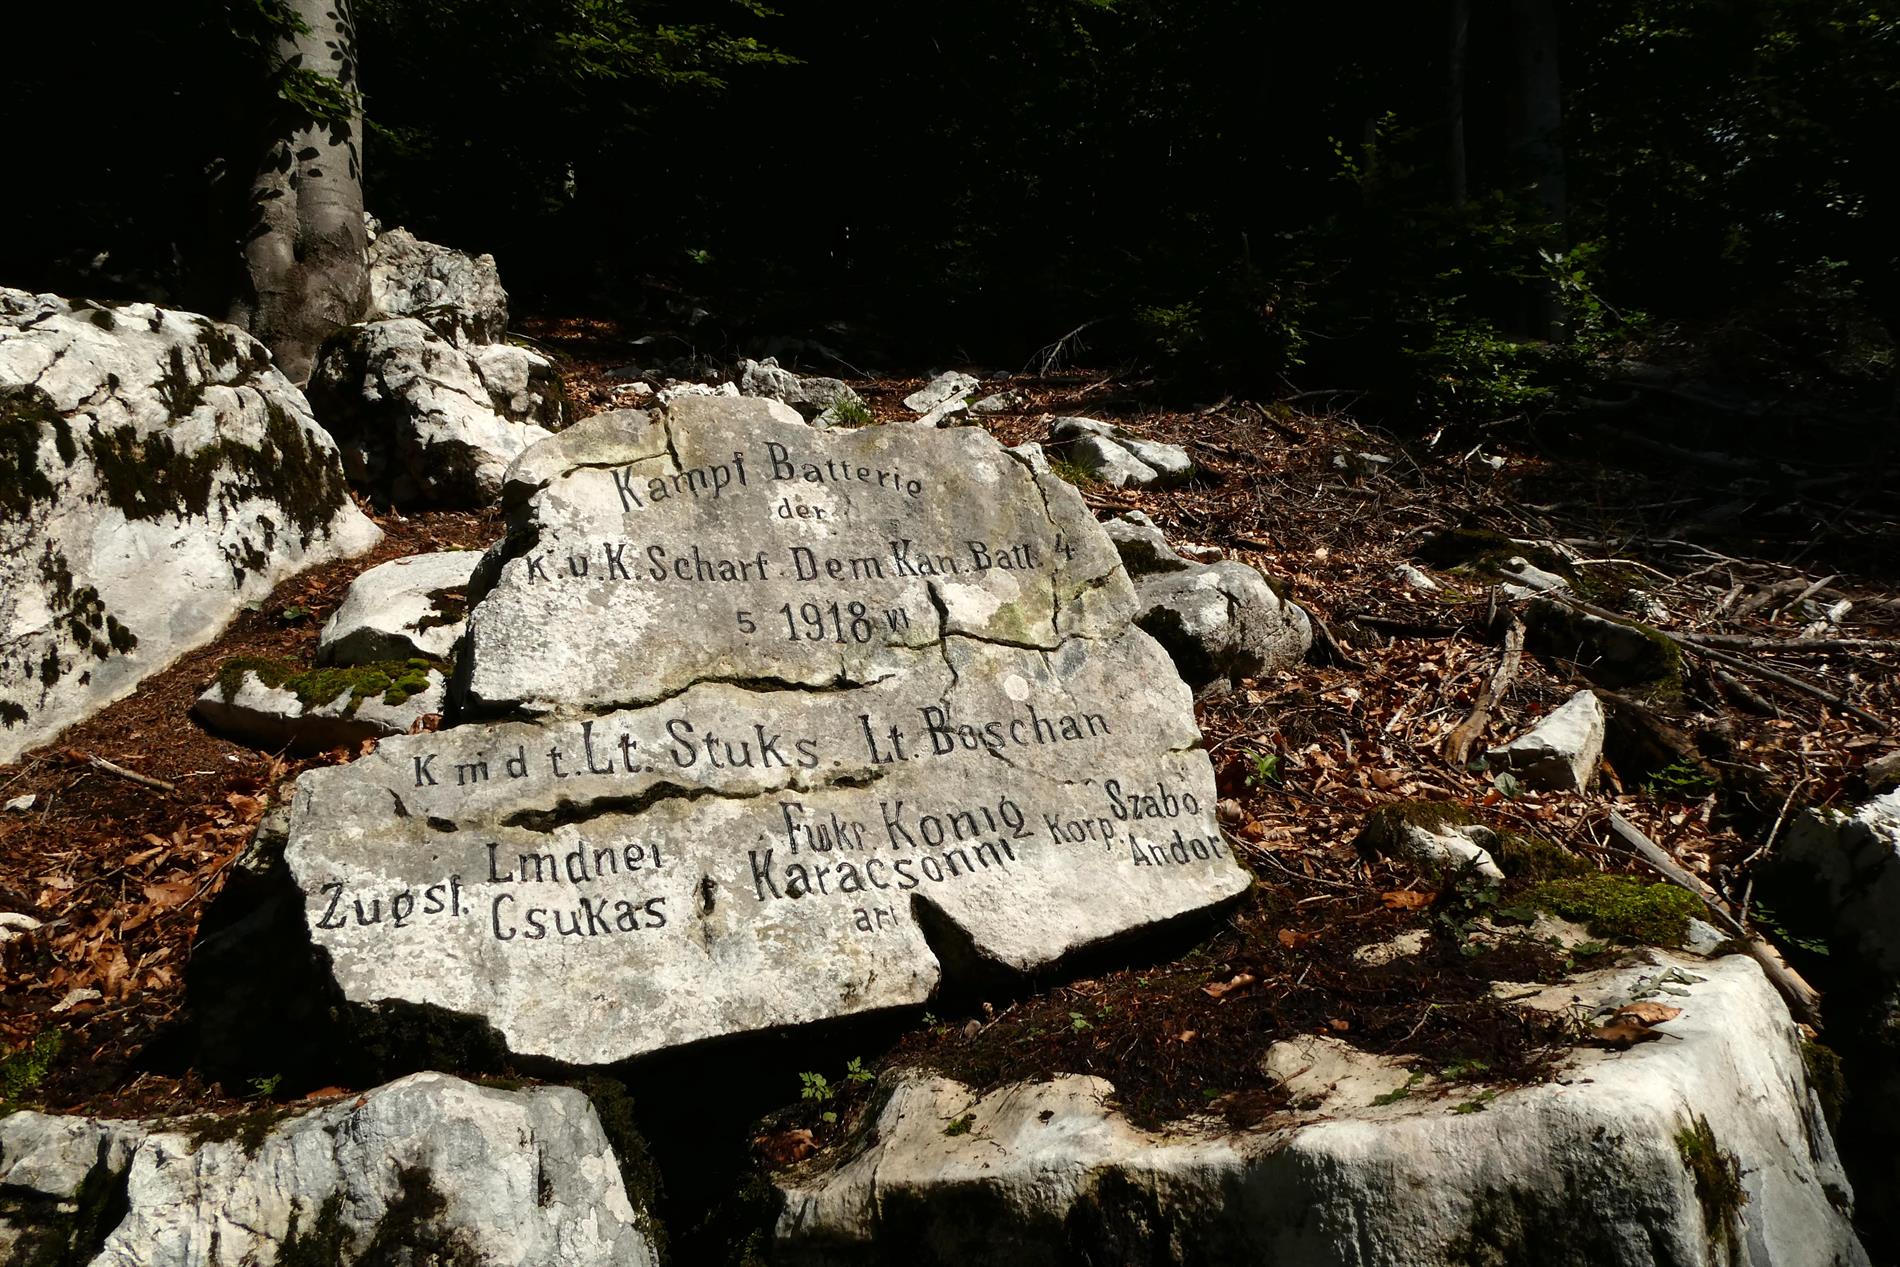 Kampf Batterie
der
K.u.K. Scharf. Dem Kan. Batt. 4
5 1918 VI
Kmdt. Lt. Stuks. Lt. Boschan
Zugsf. Lmdnei Csukas
Fwkr. König Karacsonni
art
Korp. Szabo Andor